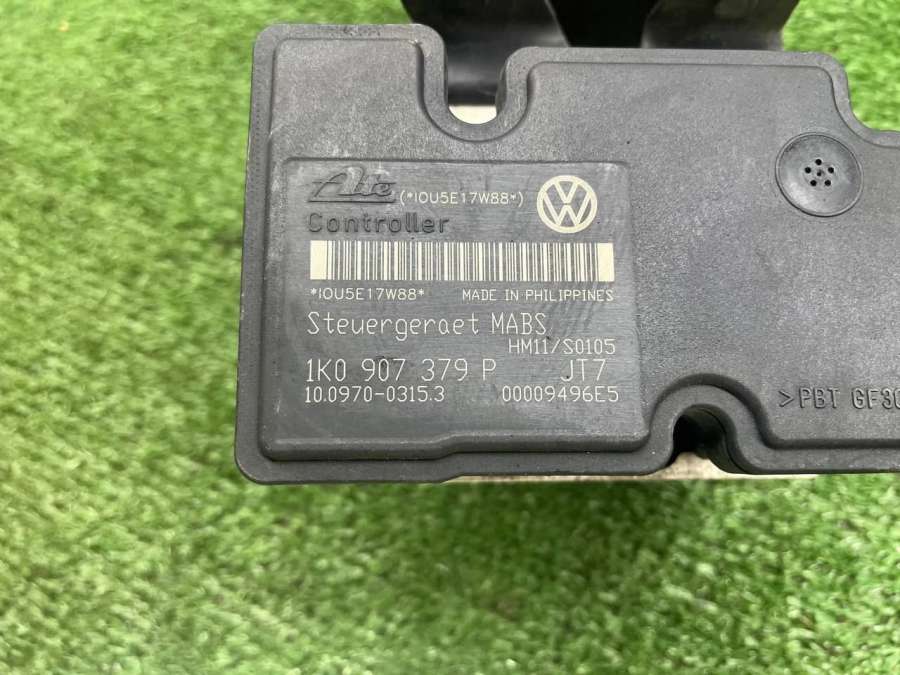 Ate (*IOU5E17W88*)
Controller
*IOU5E17W88* MADE IN PHILIPPINES
Steuergeraet MABS
HM11/S0105
1K0 907 379 P JT7
10.0970-0315.3 00009496E5
>PBT GF30